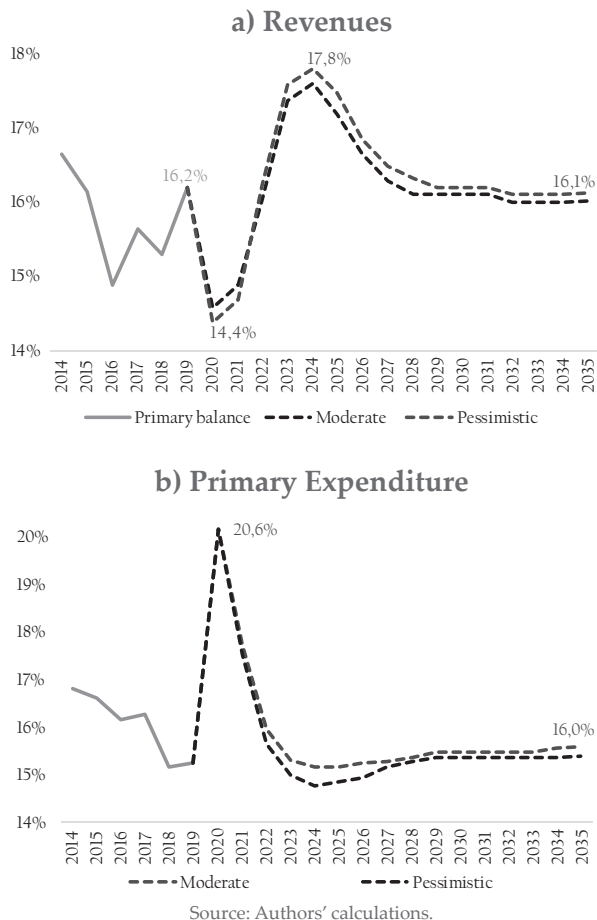 a) Revenues
18%
17,8%
17%
16,2%
16,1%
16%
15%
14,4%
14%
2014 2015 2016 2017 2018 2019 2020 2021 2022 2023 2024 2025 2026 2027 2028 2029 2030 2031 2032 2033 2034 2035
Primary balance Moderate Pessimistic
b) Primary Expenditure
20,6%
20%
19%
18%
17%
16,0%
16%
15%
14%
2014 2015 2016 2017 2018 2019 2020 2021 2022 2023 2024 2025 2026 2027 2028 2029 2030 2031 2032 2033 2034 2035
Moderate Pessimistic
Source: Authors’ calculations.